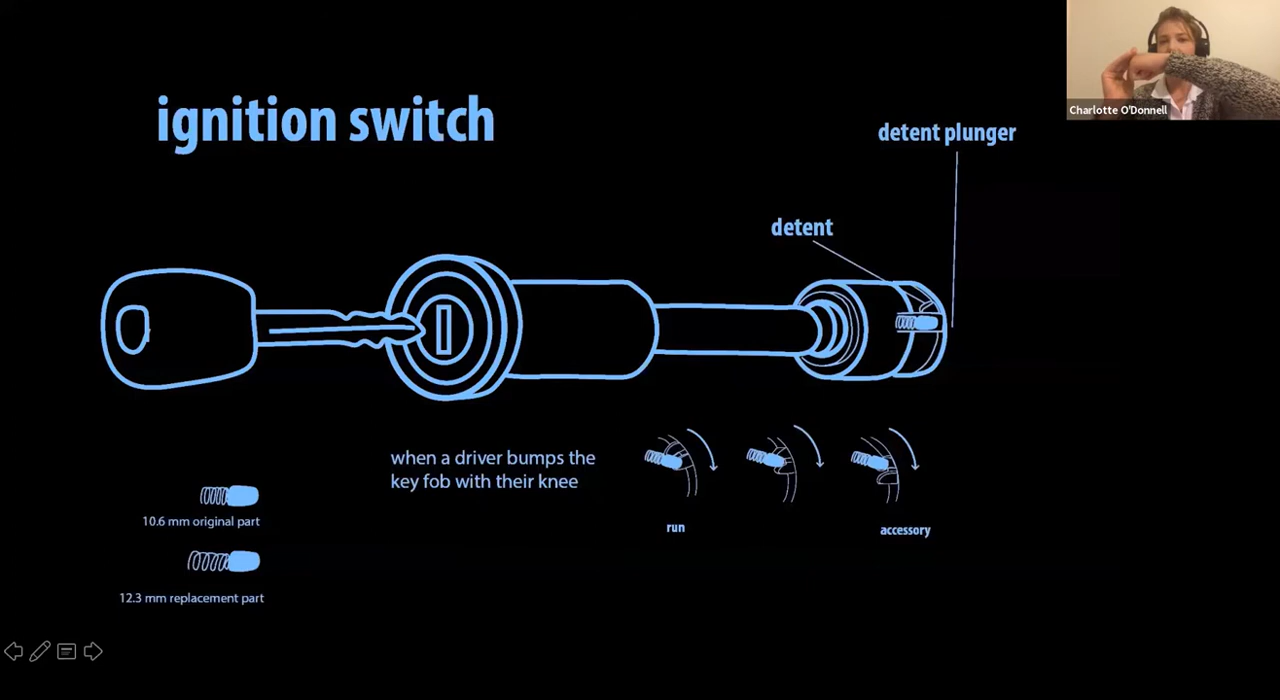 ignition switch
Charlotte O'Donnell
detent plunger
detent
when a driver bumps the
key fob with their knee
10.6 mm original part
12.3 mm replacement part
run
accessory